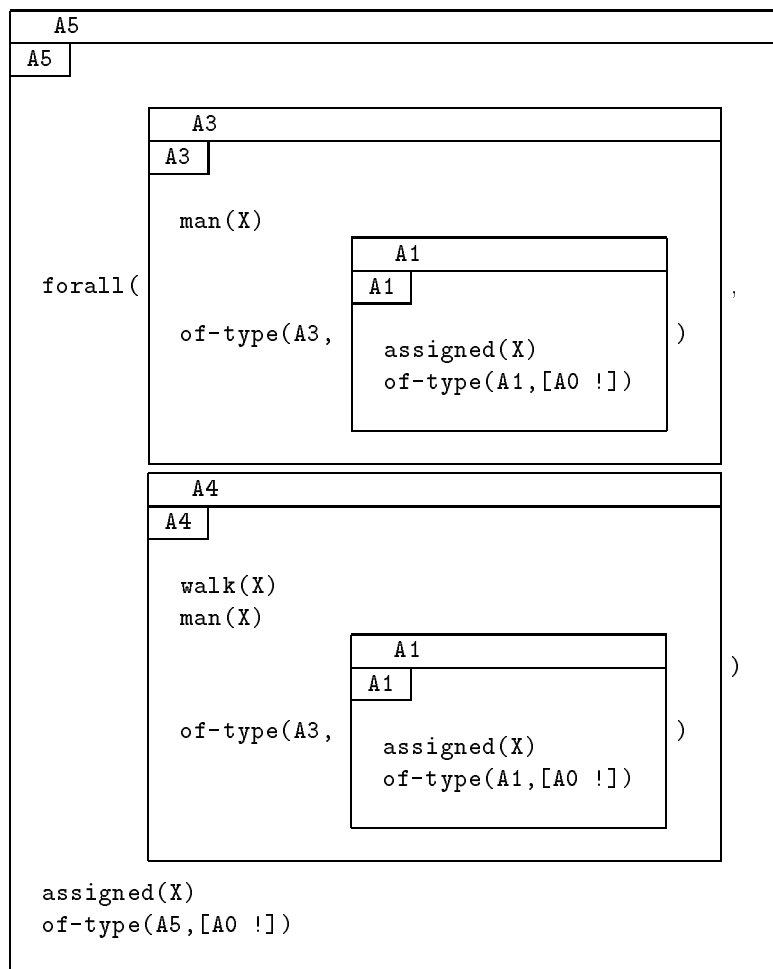 A5
A5
A3
A3
man(X)
A1
forall(
A1
,
of-type(A3,
)
assigned(X)
of-type(A1,[A0 !])
A4
A4
walk(X)
man(X)
A1
)
A1
of-type(A3,
)
assigned(X)
of-type(A1,[A0 !])
assigned(X)
of-type(A5,[A0 !])